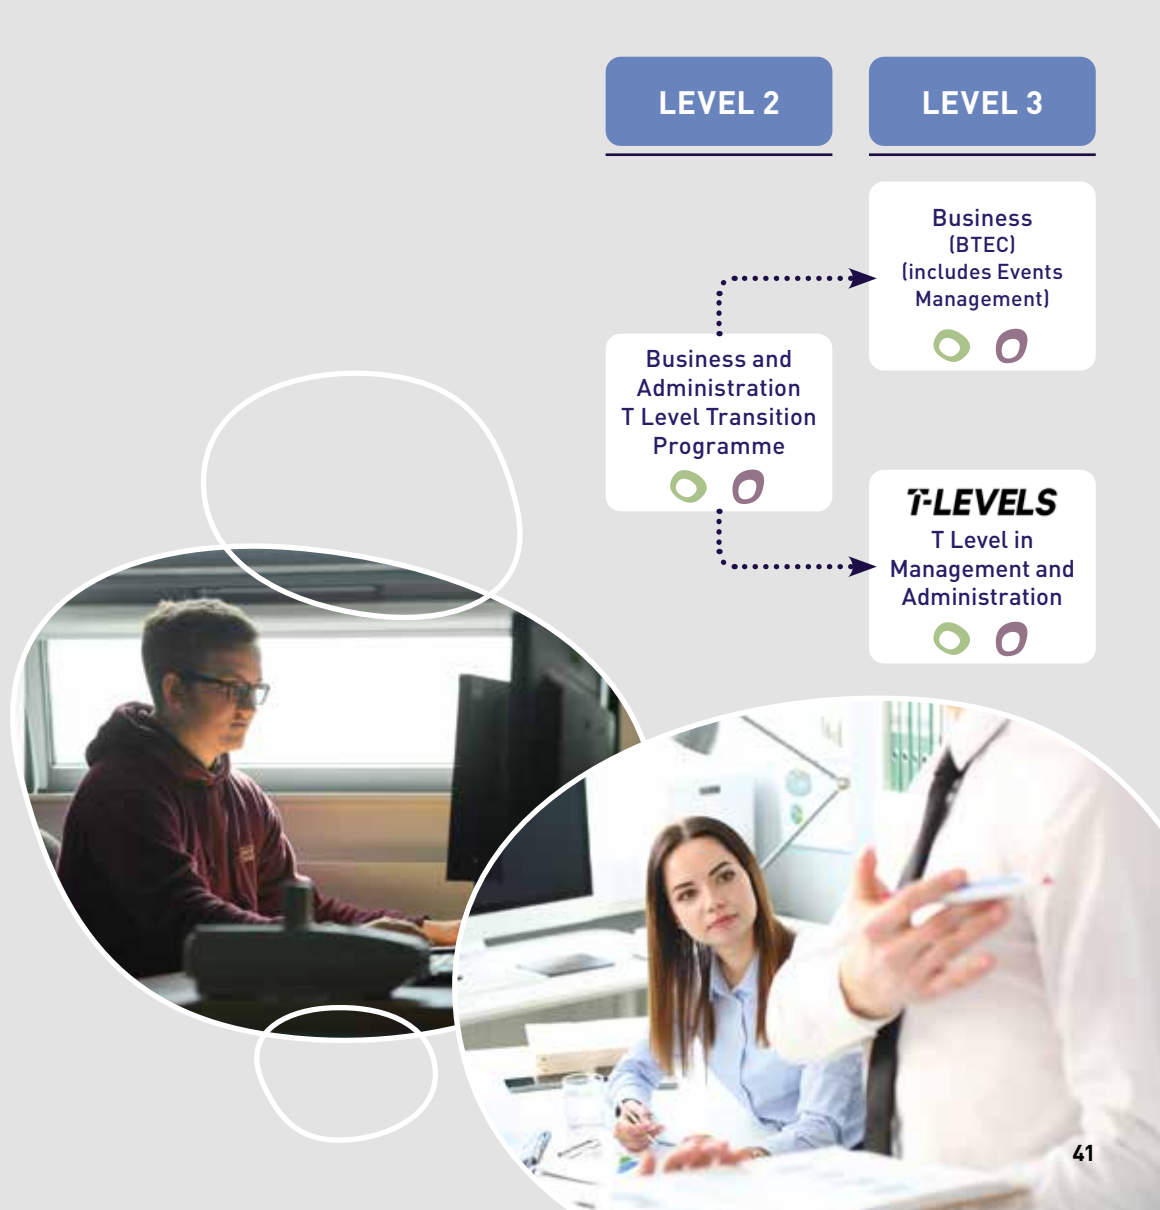 LEVEL 2
LEVEL 3
Business
(BTEC)
(includes Events
Management)
Business and
Administration
T Level Transition
Programme
T-LEVELS
T Level in
Management and
Administration
41